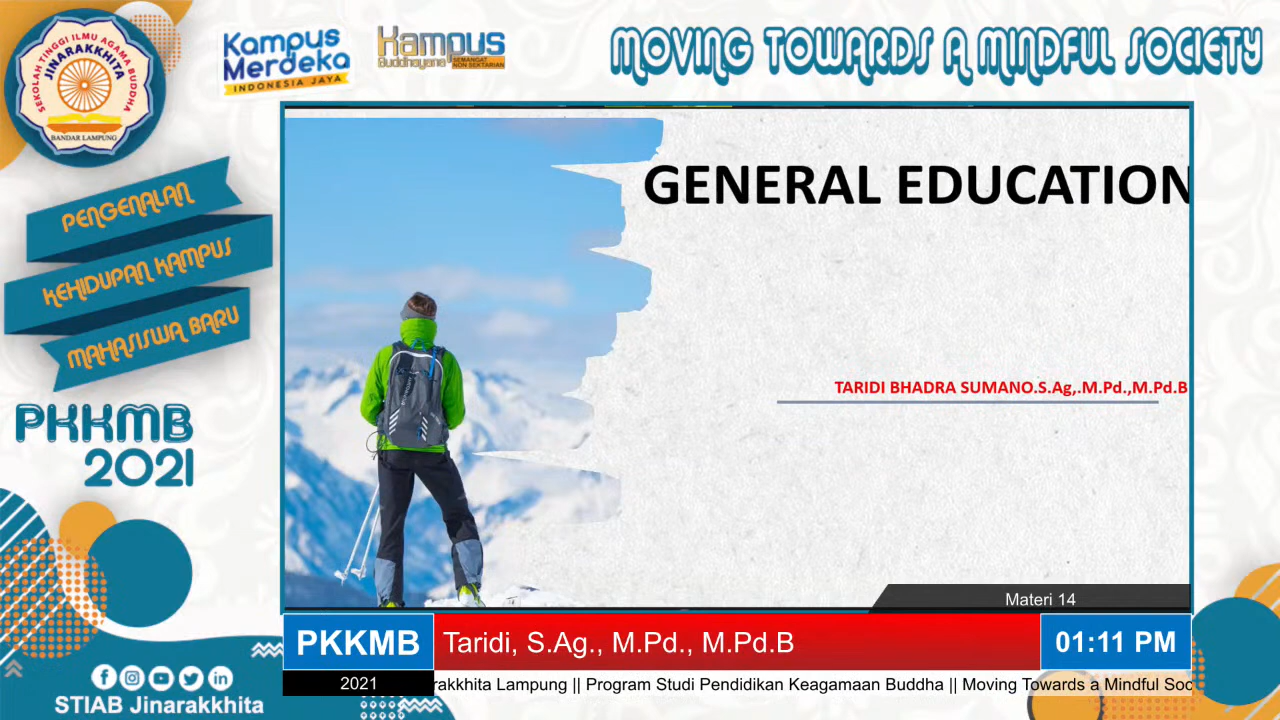 SEKOLAH TINGGI ILMU AGAMA BUDDHA
JINARAKKHITA
BANDAR LAMPUNG
Kampus
Merdeka
INDONESIA JAYA
Kampus
Buddhayana
SEMANGAT
NON SEKTARIAN
MOVING TOWARDS A MINDFUL SOCIETY
PENGENALAN
KEHIDUPAN KAMPUS
MAHASISWA BARU
PKKMB
2021
GENERAL EDUCATION
TARIDI BHADRA SUMANO.S.Ag,.M.Pd.,M.Pd.B
Materi 14
PKKMB
Taridi, S.Ag., M.Pd., M.Pd.B
01:11 PM
2021
rakkhita Lampung || Program Studi Pendidikan Keagamaan Buddha || Moving Towards a Mindful Soc
STIAB Jinarakkhita